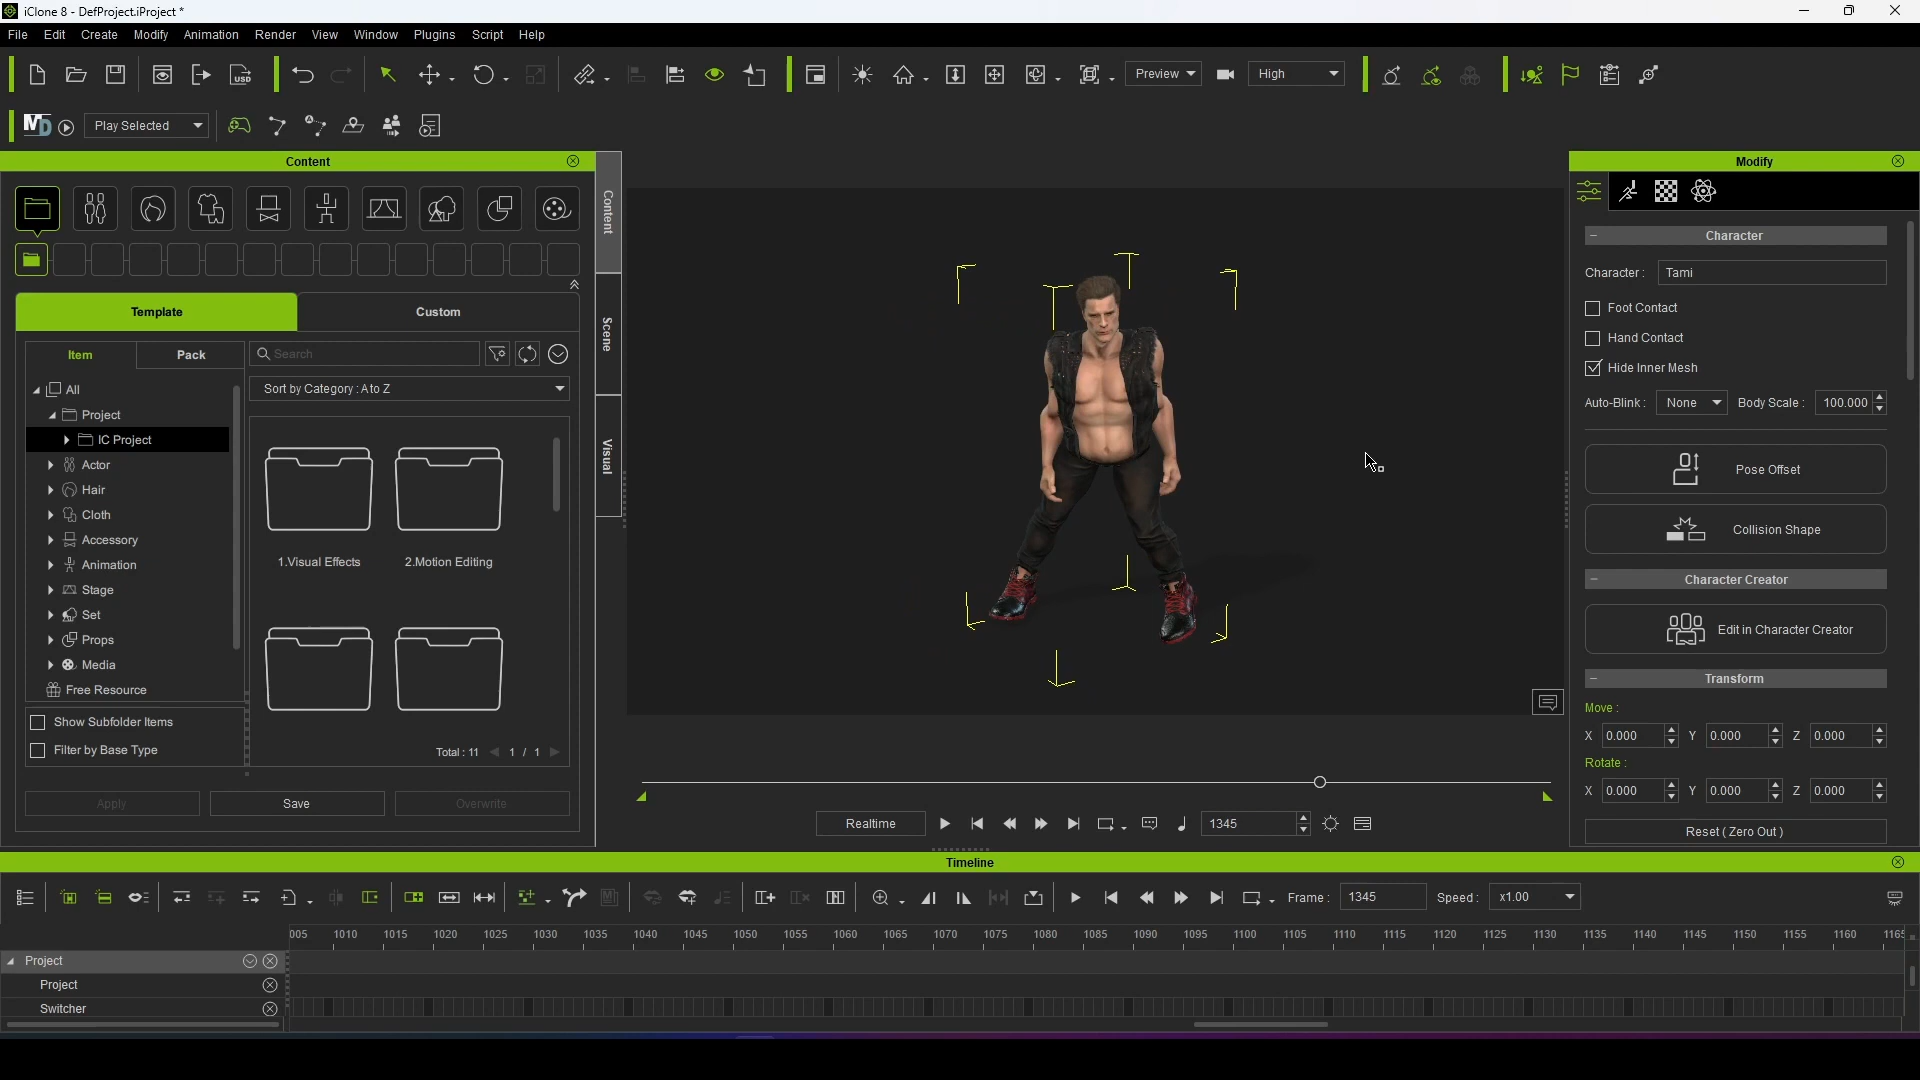 iClone 8 - DefProject.iProject *
File Edit Create Modify Animation Render View Window Plugins Script Help
Preview High
MD Play Selected
Content
Template Custom
Item Pack Search
All Sort by Category : A to Z
Project
IC Project
Actor
Hair
Cloth
Accessory
Animation
Stage
Set
Props
Media
Free Resource
1.Visual Effects 2.Motion Editing
Show Subfolder Items
Filter by Base Type
Total : 11 1 / 1
Apply Save Overwrite
Content
Scene
Visual
Realtime 1345
Modify
Character
Character : Tami
Foot Contact
Hand Contact
Hide Inner Mesh
Auto-Blink : None Body Scale : 100.000
Pose Offset
Collision Shape
Character Creator
Edit in Character Creator
Transform
Move :
X 0.000 Y 0.000 Z 0.000
Rotate :
X 0.000 Y 0.000 Z 0.000
Reset ( Zero Out )
Timeline
Frame : 1345 Speed : x1.00
005 1010 1015 1020 1025 1030 1035 1040 1045 1050 1055 1060 1065 1070 1075 1080 1085 1090 1095 1100 1105 1110 1115 1120 1125 1130 1135 1140 1145 1150 1155 1160 1165
Project
Project
Switcher